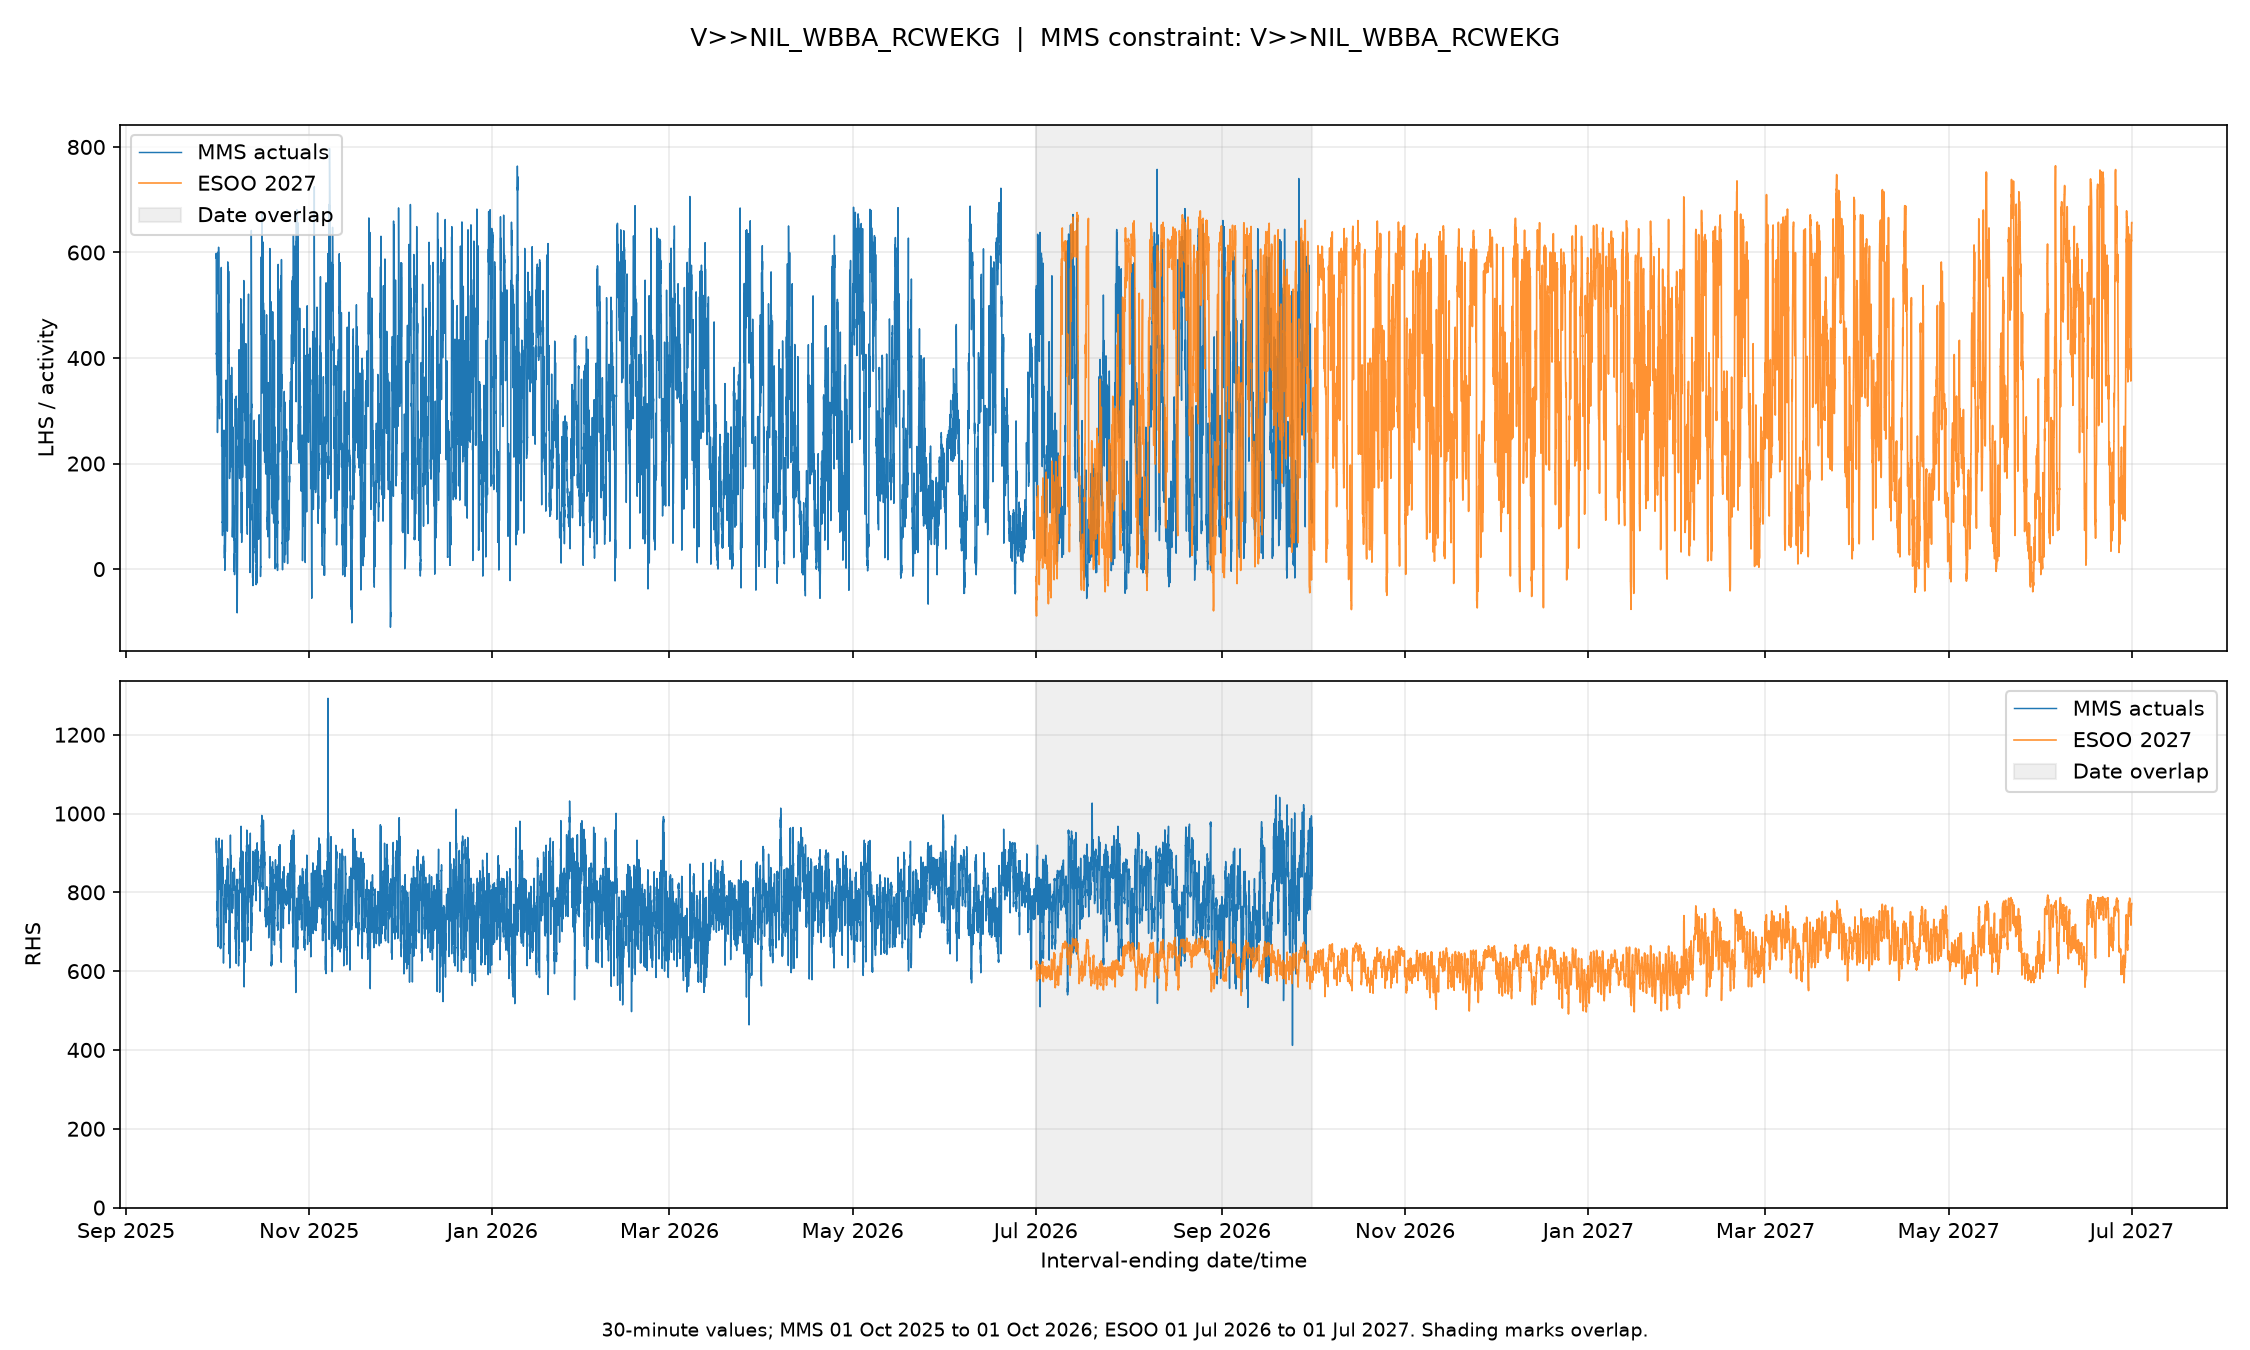 V>>NIL_WBBA_RCWEKG | MMS constraint: V>>NIL_WBBA_RCWEKG
LHS / activity
800
600
400
200
0
MMS actuals
ESOO 2027
Date overlap
RHS
1200
1000
800
600
400
200
0
MMS actuals
ESOO 2027
Date overlap
Sep 2025 Nov 2025 Jan 2026 Mar 2026 May 2026 Jul 2026 Sep 2026 Nov 2026 Jan 2027 Mar 2027 May 2027 Jul 2027
Interval-ending date/time
30-minute values; MMS 01 Oct 2025 to 01 Oct 2026; ESOO 01 Jul 2026 to 01 Jul 2027. Shading marks overlap.